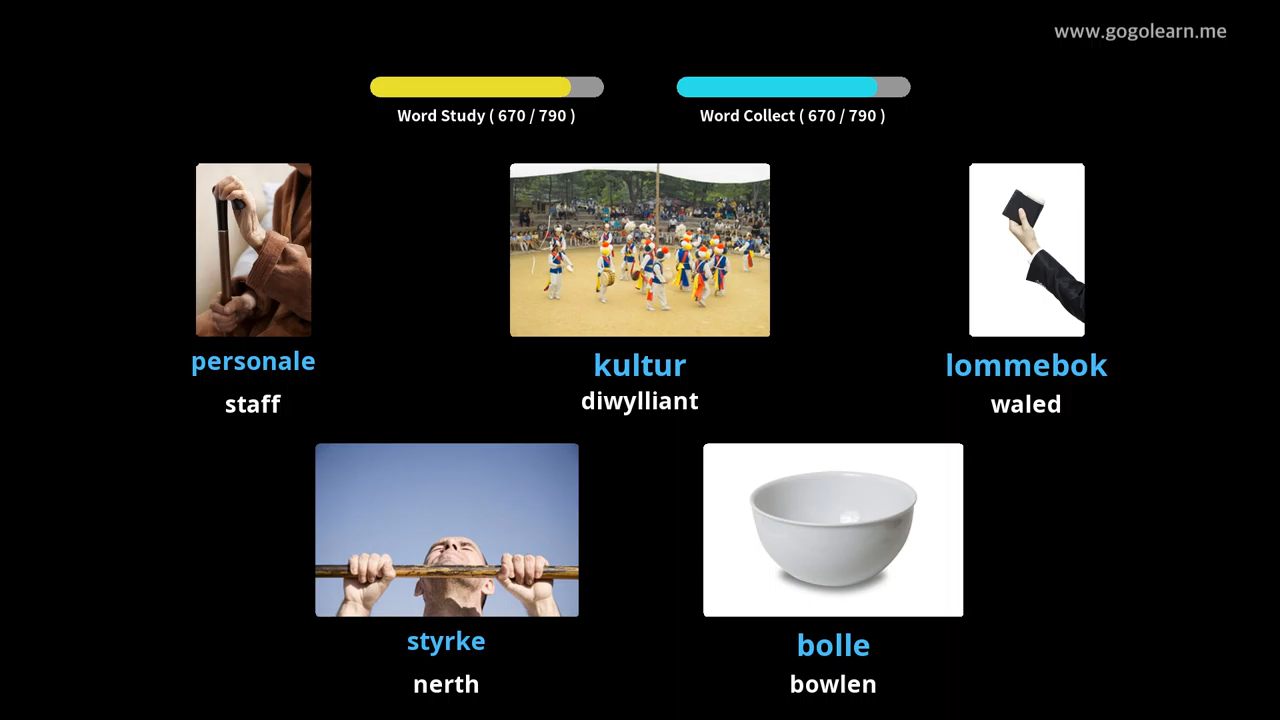 www.gogolearn.me
Word Study ( 670 / 790 )
Word Collect ( 670 / 790 )
personale
staff
kultur
diwylliant
lommebok
waled
styrke
nerth
bolle
bowlen